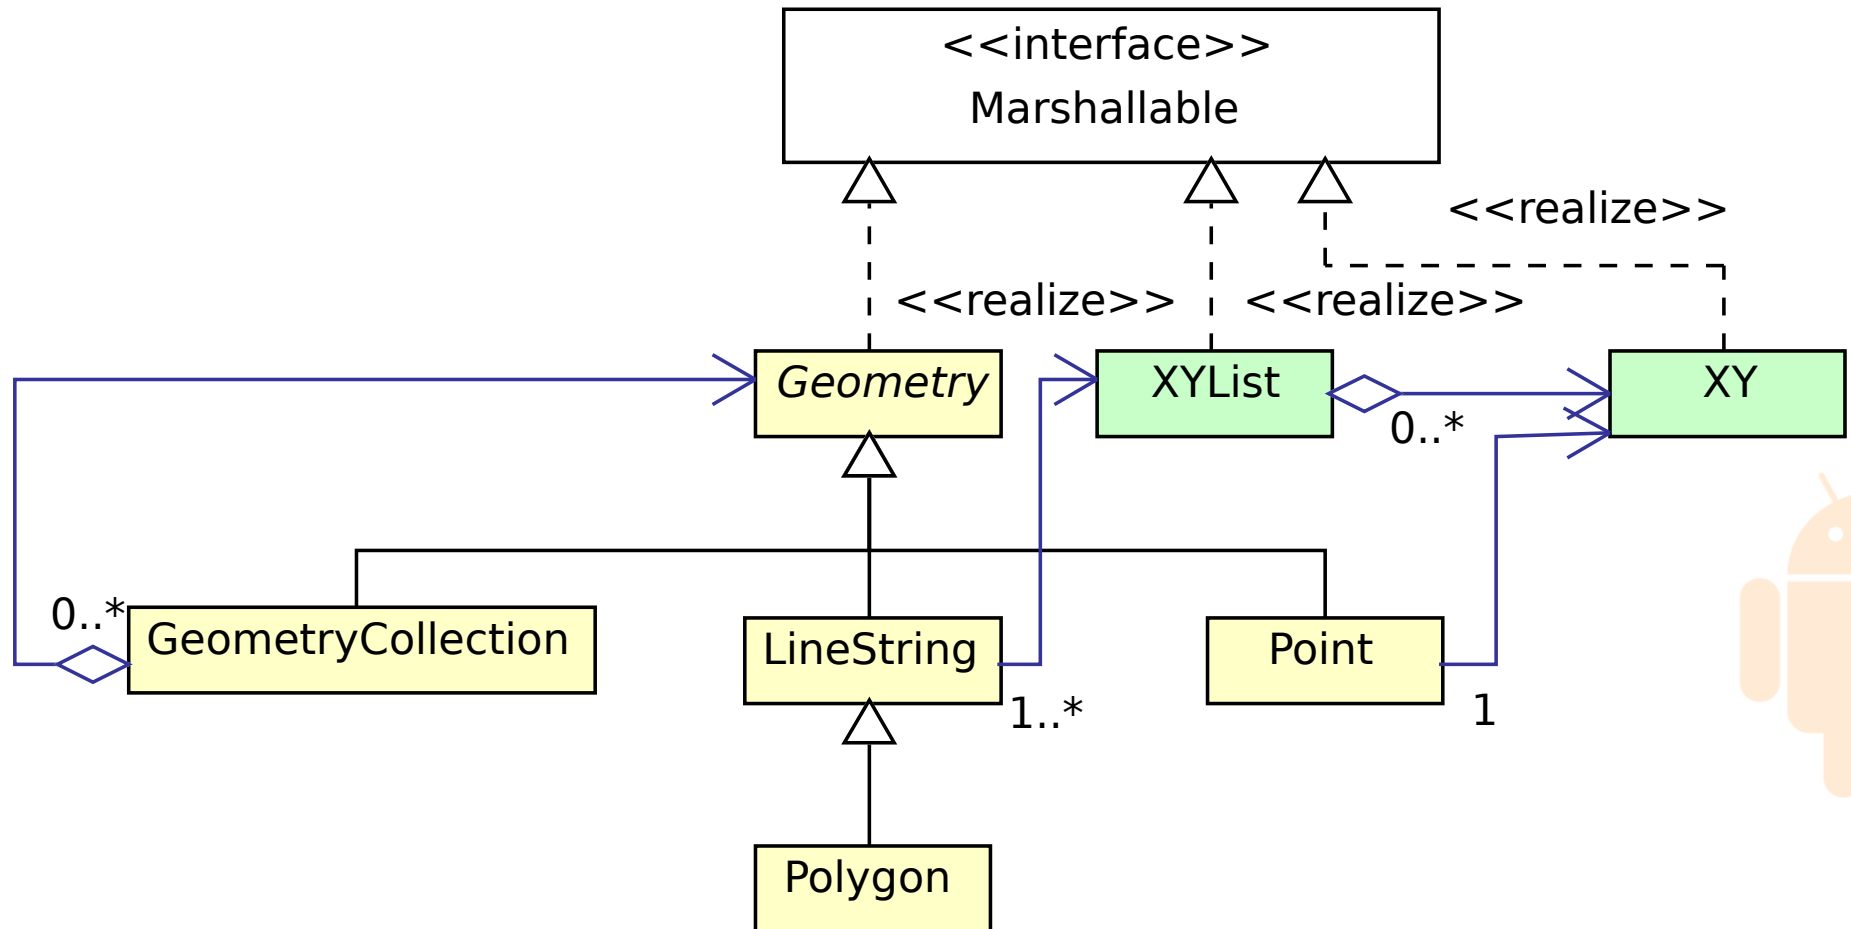 <<interface>>
Marshallable
<<realize>>
<<realize>>
<<realize>>
Geometry
XYList
XY
0..*
0..*
GeometryCollection
LineString
Point
1..*
1
Polygon